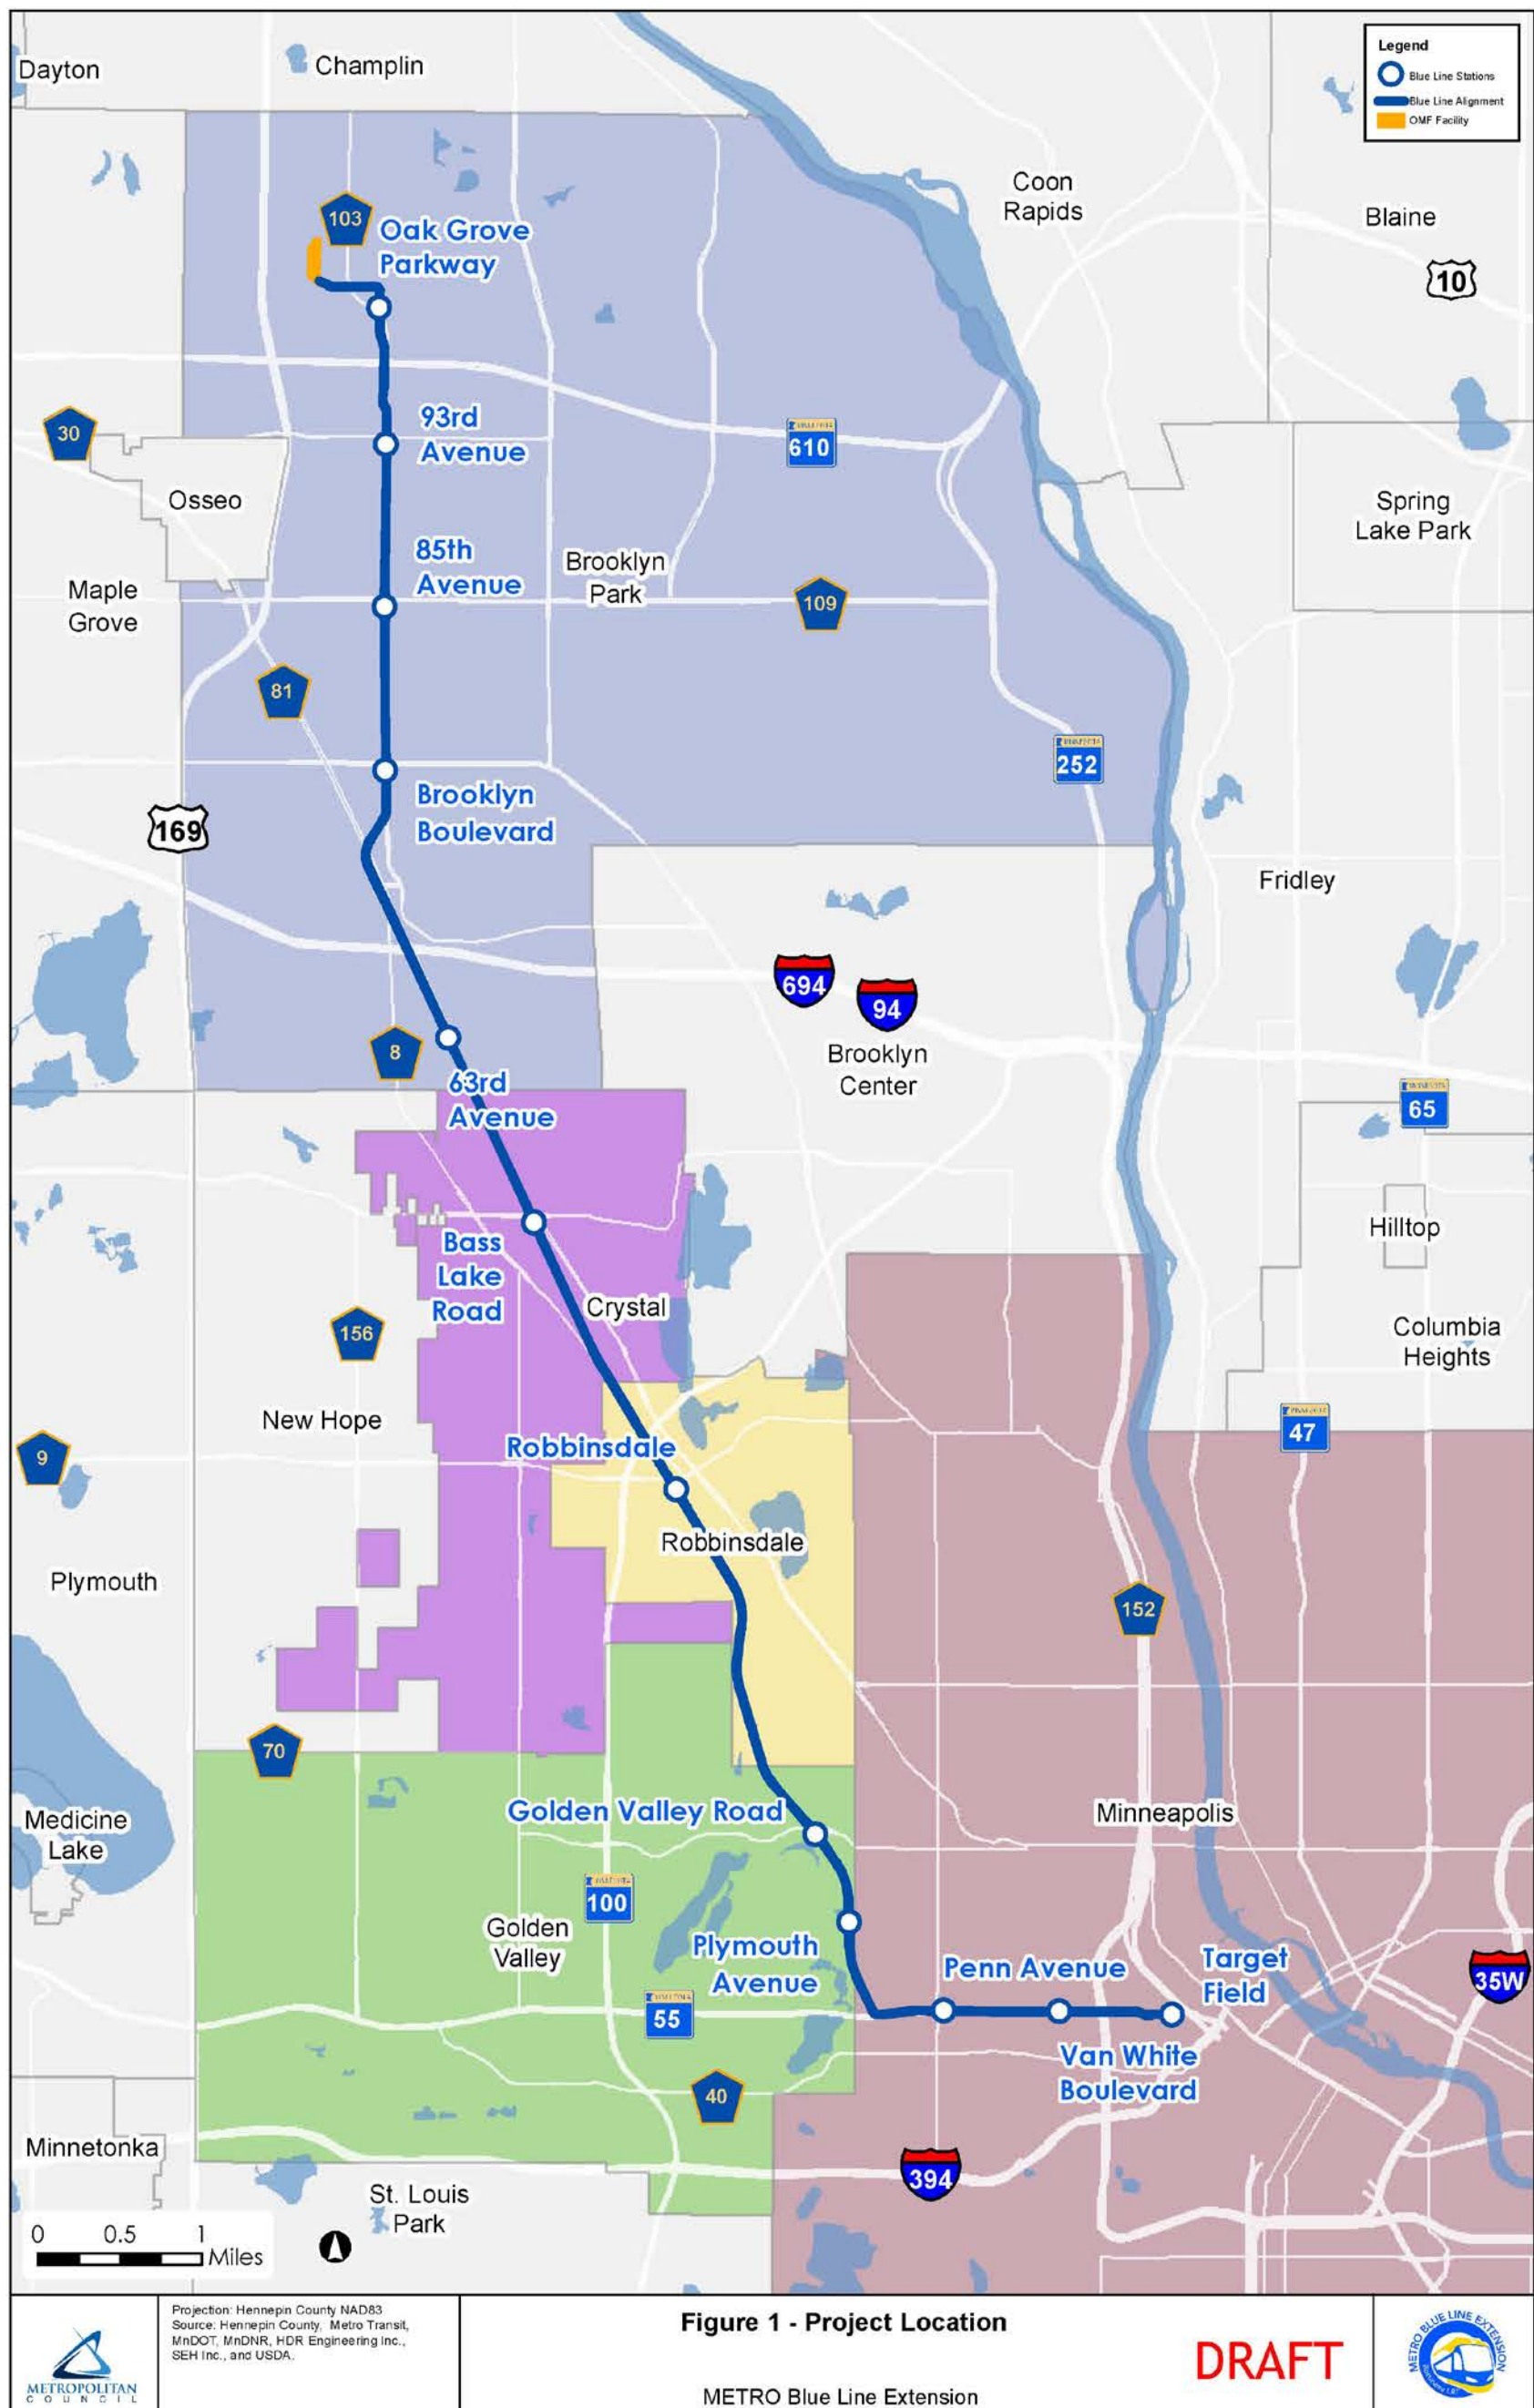 Legend
Blue Line Stations
Blue Line Alignment
OMF Facility
Dayton
Champlin
Coon
Rapids
Blaine
10
103
Oak Grove
Parkway
30
93rd
Avenue
MINNESOTA
610
Osseo
Spring
Lake Park
85th
Avenue
Brooklyn
Park
Maple
Grove
109
81
MINNESOTA
252
Brooklyn
Boulevard
169
Fridley
694
94
Brooklyn
Center
8
63rd
Avenue
MINNESOTA
65
Hilltop
Bass
Lake
Road
Crystal
156
Columbia
Heights
New Hope
MINNESOTA
47
9
Robbinsdale
Robbinsdale
Plymouth
152
70
Medicine
Lake
Golden Valley Road
Minneapolis
MINNESOTA
100
Golden
Valley
Plymouth
Avenue
Penn Avenue
Target
Field
35W
MINNESOTA
55
Van White
Boulevard
40
Minnetonka
394
St. Louis
Park
0 0.5 1
Miles
METROPOLITAN
COUNCIL
Projection: Hennepin County NAD83
Source: Hennepin County, Metro Transit,
MnDOT, MnDNR, HDR Engineering Inc.,
SEH Inc., and USDA.
Figure 1 - Project Location
METRO Blue Line Extension
DRAFT
METRO BLUE LINE EXTENSION